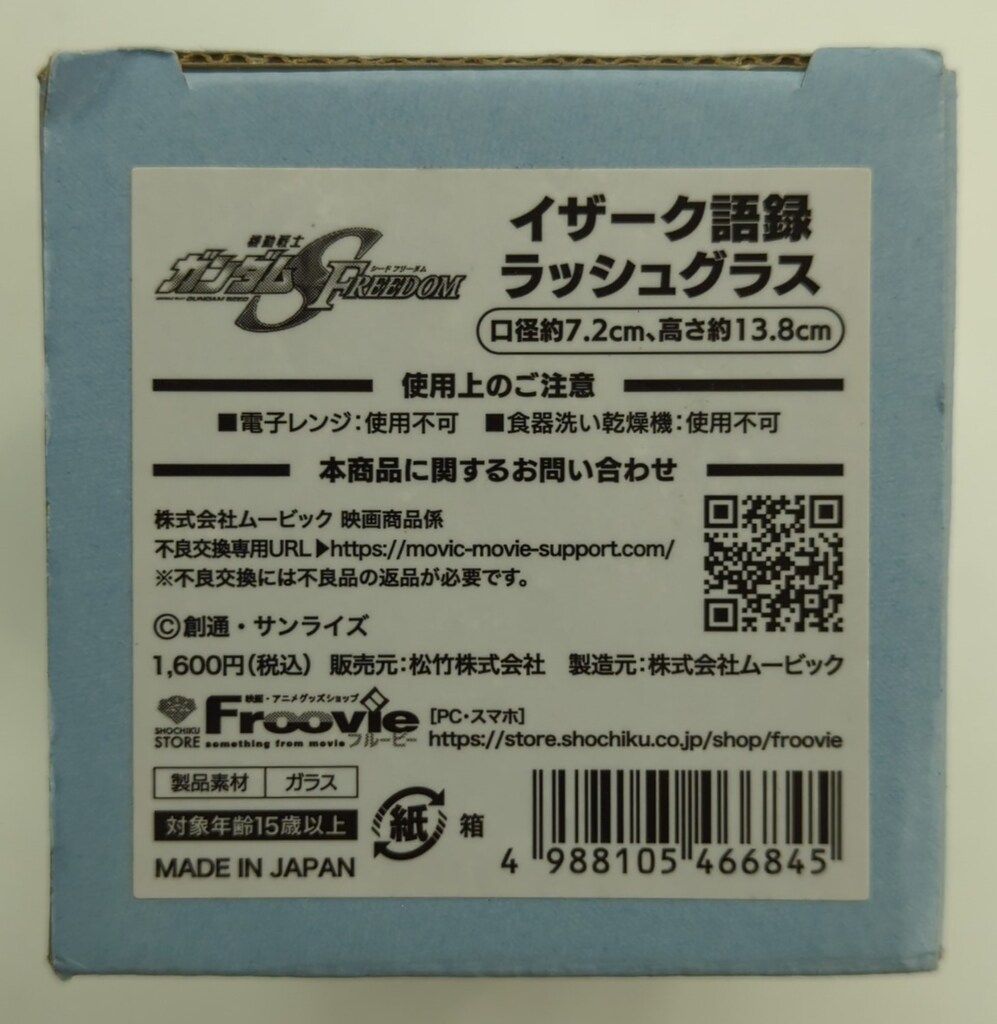 機動戦士
ガンダムSEED FREEDOM
シード フリーダム
イザーク語録
ラッシュグラス
口径約7.2cm、高さ約13.8cm
使用上のご注意
■電子レンジ：使用不可 ■食器洗い乾燥機：使用不可
本商品に関するお問い合わせ
株式会社ムービック 映画商品係
不良交換専用URL▶https://movic-movie-support.com/
※不良交換には不良品の返品が必要です。
©創通・サンライズ
1,600円（税込） 販売元：松竹株式会社 製造元：株式会社ムービック
SHOCHIKU STORE
映画・アニメグッズショップ
Froovie
something from movie フルービー
[PC・スマホ]
https://store.shochiku.co.jp/shop/froovie
製品素材 ガラス
対象年齢15歳以上
紙 箱
MADE IN JAPAN
4 988105 466845